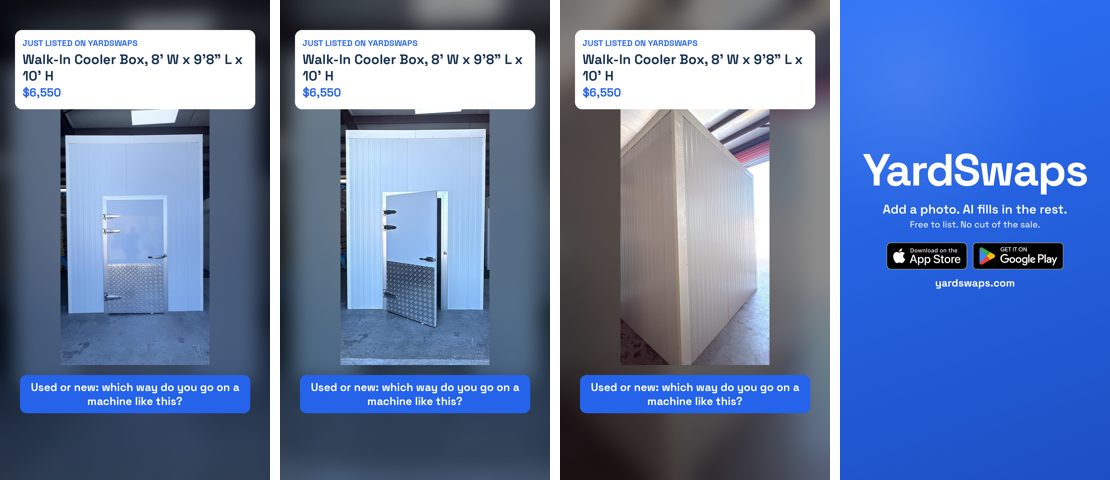 JUST LISTED ON YARDSWAPS
Walk-In Cooler Box, 8' W x 9'8" L x
10' H
$6,550
Used or new: which way do you go on a
machine like this?
JUST LISTED ON YARDSWAPS
Walk-In Cooler Box, 8' W x 9'8" L x
10' H
$6,550
Used or new: which way do you go on a
machine like this?
JUST LISTED ON YARDSWAPS
Walk-In Cooler Box, 8' W x 9'8" L x
10' H
$6,550
Used or new: which way do you go on a
machine like this?
YardSwaps
Add a photo. AI fills in the rest.
Free to list. No cut of the sale.
Download on the
App Store
GET IT ON
Google Play
yardswaps.com